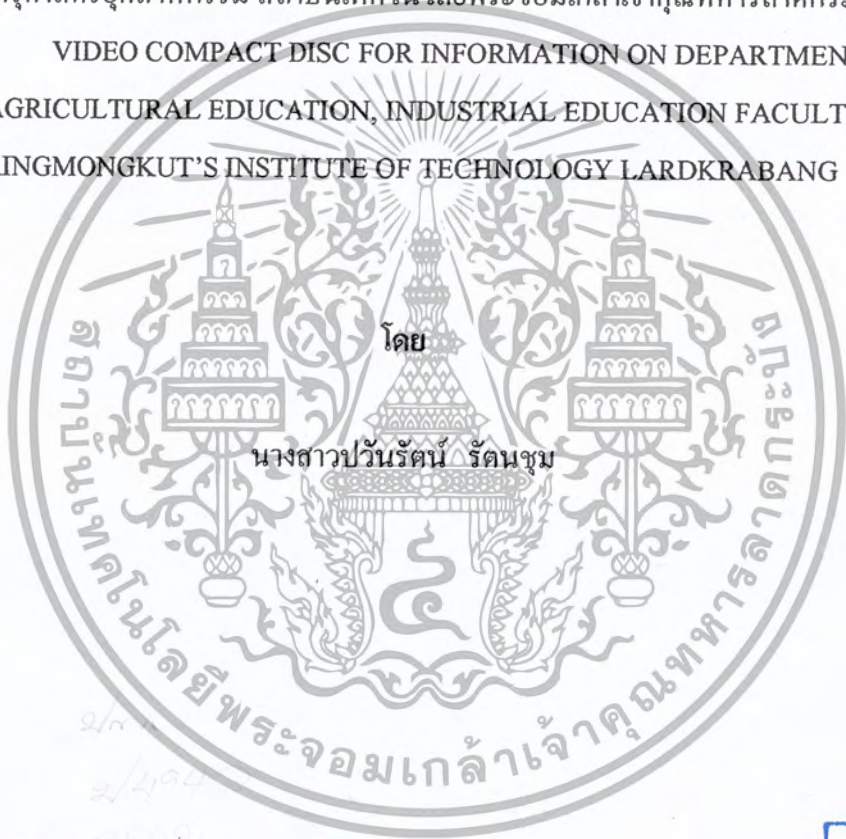 VIDEO COMPACT DISC FOR INFORMATION ON DEPARTMEN
AGRICULTURAL EDUCATION, INDUSTRIAL EDUCATION FACULT
KINGMONGKUT'S INSTITUTE OF TECHNOLOGY LARDKRABANG
โดย
นางสาวปวันรัตน์ รัตนชุม
สถาบันเทคโนโลยีพระจอมเกล้าเจ้าคุณทหารลาดกระบัง